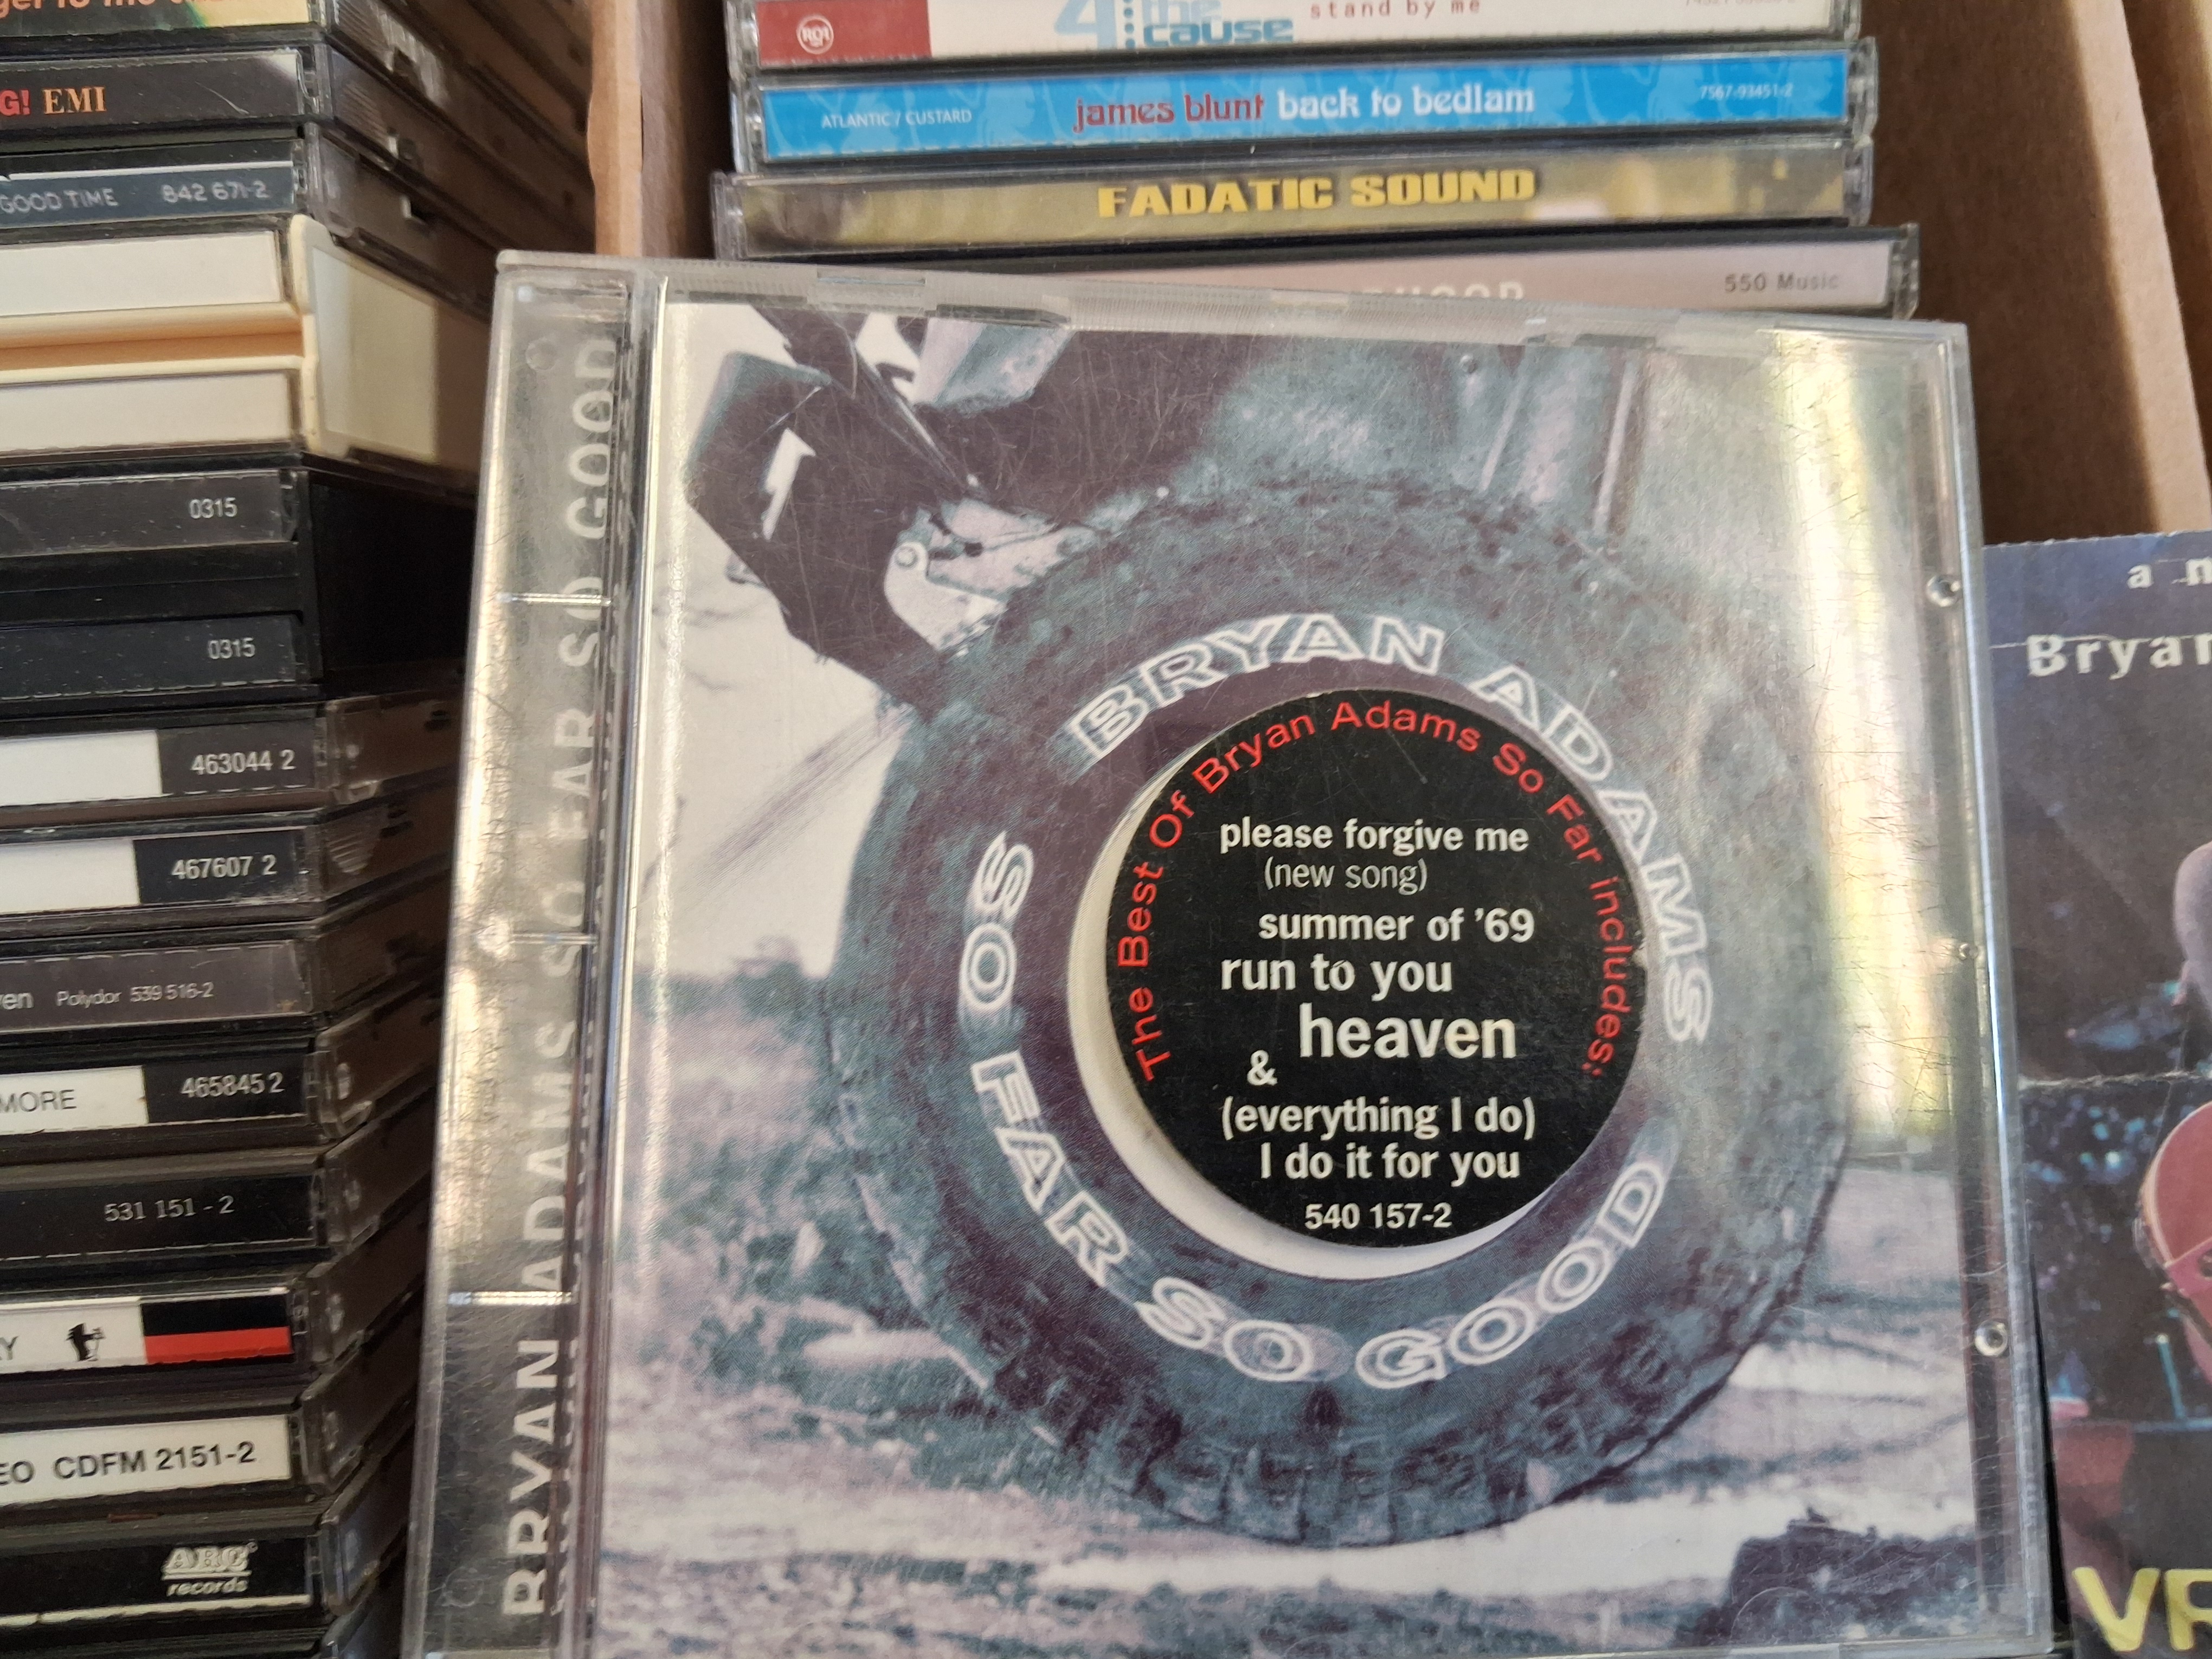 EMI
GOOD TIME 842 671-2
0315
0315
463044 2
467607 2
Polydor 539 516-2
MORE 465845 2
531 151 - 2
CDFM 2151-2
ARC
records
4 the cause stand by me
ATLANTIC / CUSTARD james blunt back to bedlam 7567-93451-2
FADATIC SOUND
550 Music
BRYAN ADAMS SO FAR SO GOOD
BRYAN ADAMS
SO FAR SO GOOD
The Best Of Bryan Adams So Far includes:
please forgive me
(new song)
summer of '69
run to you
heaven
&
(everything I do)
I do it for you
540 157-2
a
Bryan